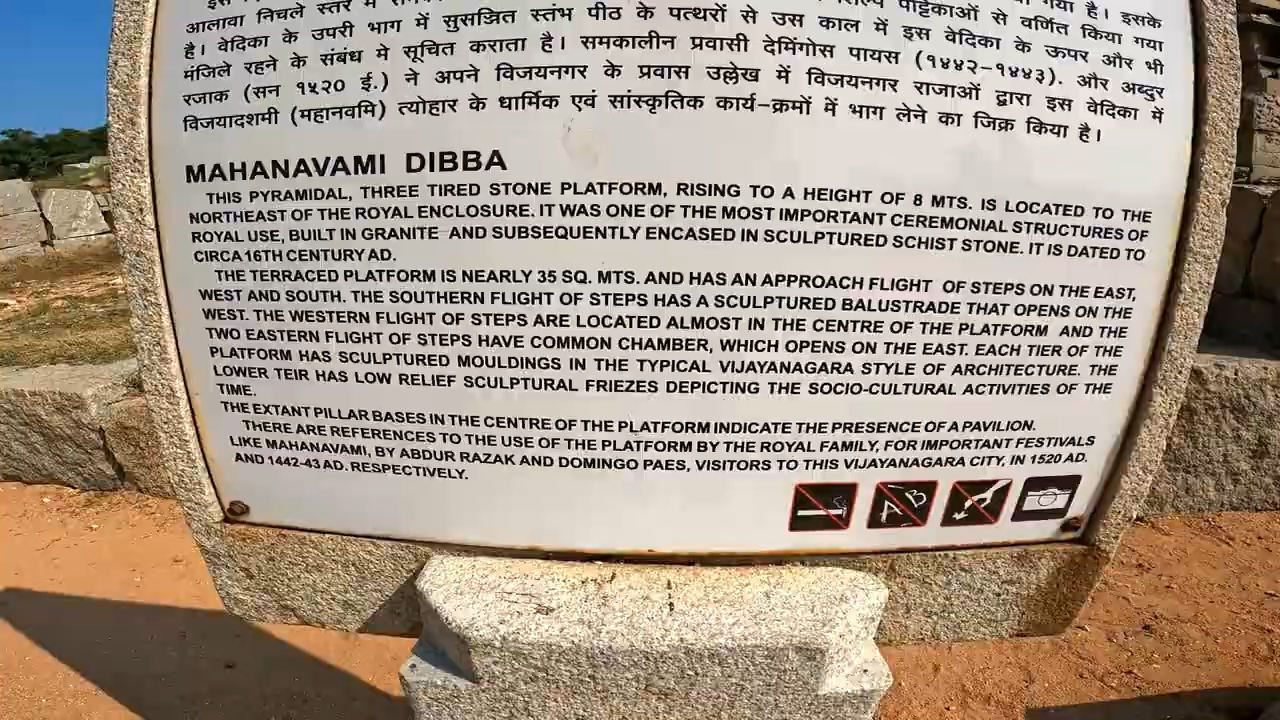 आलावा निचले स्तर में पट्टिकाओं से वर्णित किया गया है। इसके
है। वेदिका के उपरी भाग में सुसज्जित स्तंभ पीठ के पत्थरों से उस काल में इस वेदिका के ऊपर और भी
मंजिले रहने के संबंध मे सूचित कराता है। समकालीन प्रवासी देमिंगोस पायस (१४४२-१४४३). और अब्दुर
रजाक (सन १५२० ई.) ने अपने विजयनगर के प्रवास उल्लेख में विजयनगर राजाओं द्वारा इस वेदिका में
विजयादशमी (महानवमि) त्योहार के धार्मिक एवं सांस्कृतिक कार्य-क्रमों में भाग लेने का जिक्र किया है।
MAHANAVAMI DIBBA
THIS PYRAMIDAL, THREE TIRED STONE PLATFORM, RISING TO A HEIGHT OF 8 MTS. IS LOCATED TO THE
NORTHEAST OF THE ROYAL ENCLOSURE. IT WAS ONE OF THE MOST IMPORTANT CEREMONIAL STRUCTURES OF
ROYAL USE, BUILT IN GRANITE AND SUBSEQUENTLY ENCASED IN SCULPTURED SCHIST STONE. IT IS DATED TO
CIRCA 16TH CENTURY AD.
THE TERRACED PLATFORM IS NEARLY 35 SQ. MTS. AND HAS AN APPROACH FLIGHT OF STEPS ON THE EAST,
WEST AND SOUTH. THE SOUTHERN FLIGHT OF STEPS HAS A SCULPTURED BALUSTRADE THAT OPENS ON THE
WEST. THE WESTERN FLIGHT OF STEPS ARE LOCATED ALMOST IN THE CENTRE OF THE PLATFORM AND THE
TWO EASTERN FLIGHT OF STEPS HAVE COMMON CHAMBER, WHICH OPENS ON THE EAST. EACH TIER OF THE
PLATFORM HAS SCULPTURED MOULDINGS IN THE TYPICAL VIJAYANAGARA STYLE OF ARCHITECTURE. THE
LOWER TEIR HAS LOW RELIEF SCULPTURAL FRIEZES DEPICTING THE SOCIO-CULTURAL ACTIVITIES OF THE
TIME.
THE EXTANT PILLAR BASES IN THE CENTRE OF THE PLATFORM INDICATE THE PRESENCE OF A PAVILION.
THERE ARE REFERENCES TO THE USE OF THE PLATFORM BY THE ROYAL FAMILY, FOR IMPORTANT FESTIVALS
LIKE MAHANAVAMI, BY ABDUR RAZAK AND DOMINGO PAES, VISITORS TO THIS VIJAYANAGARA CITY, IN 1520 AD.
AND 1442-43 AD. RESPECTIVELY.
A B